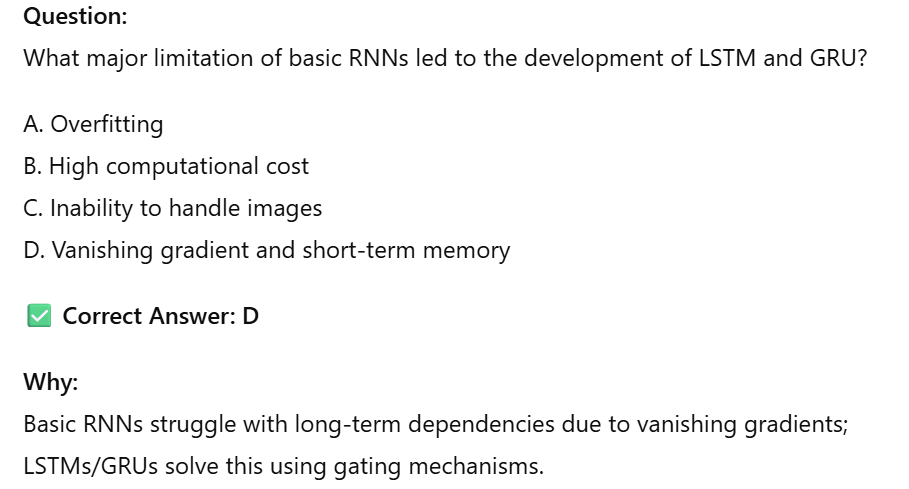 Question:
What major limitation of basic RNNs led to the development of LSTM and GRU?
A. Overfitting
B. High computational cost
C. Inability to handle images
D. Vanishing gradient and short-term memory
✅ Correct Answer: D
Why:
Basic RNNs struggle with long-term dependencies due to vanishing gradients;
LSTMs/GRUs solve this using gating mechanisms.